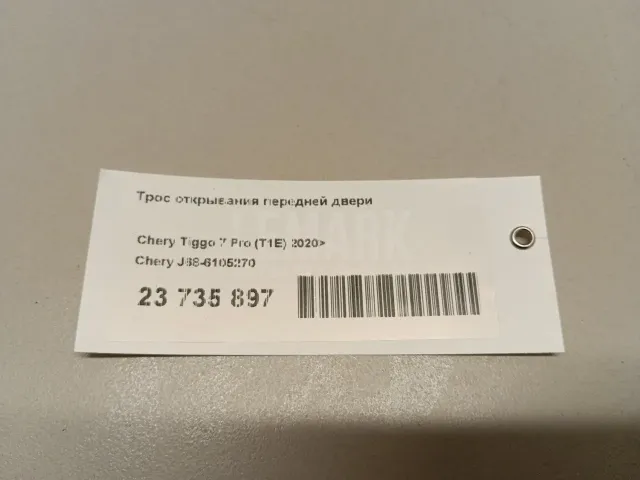 Трос открывания передней двери
Chery Tiggo 7 Pro (T1E) 2020>
Chery J68-6105270
23 735 897